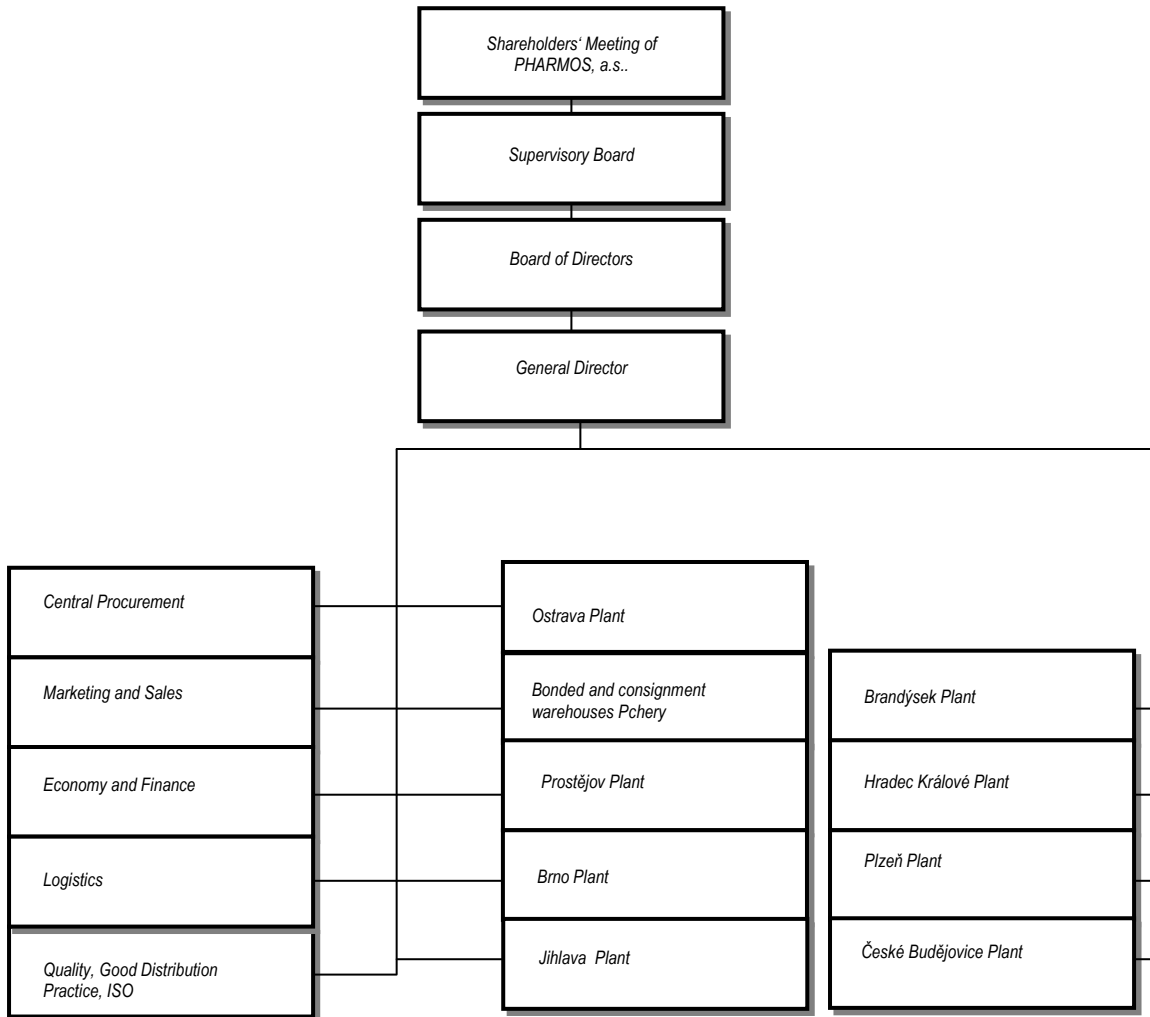 Shareholders‘ Meeting of
PHARMOS, a.s..
Supervisory Board
Board of Directors
General Director
Central Procurement
Marketing and Sales
Economy and Finance
Logistics
Quality, Good Distribution
Practice, ISO
Ostrava Plant
Bonded and consignment
warehouses Pchery
Prostějov Plant
Brno Plant
Jihlava Plant
Brandýsek Plant
Hradec Králové Plant
Plzeň Plant
České Budějovice Plant